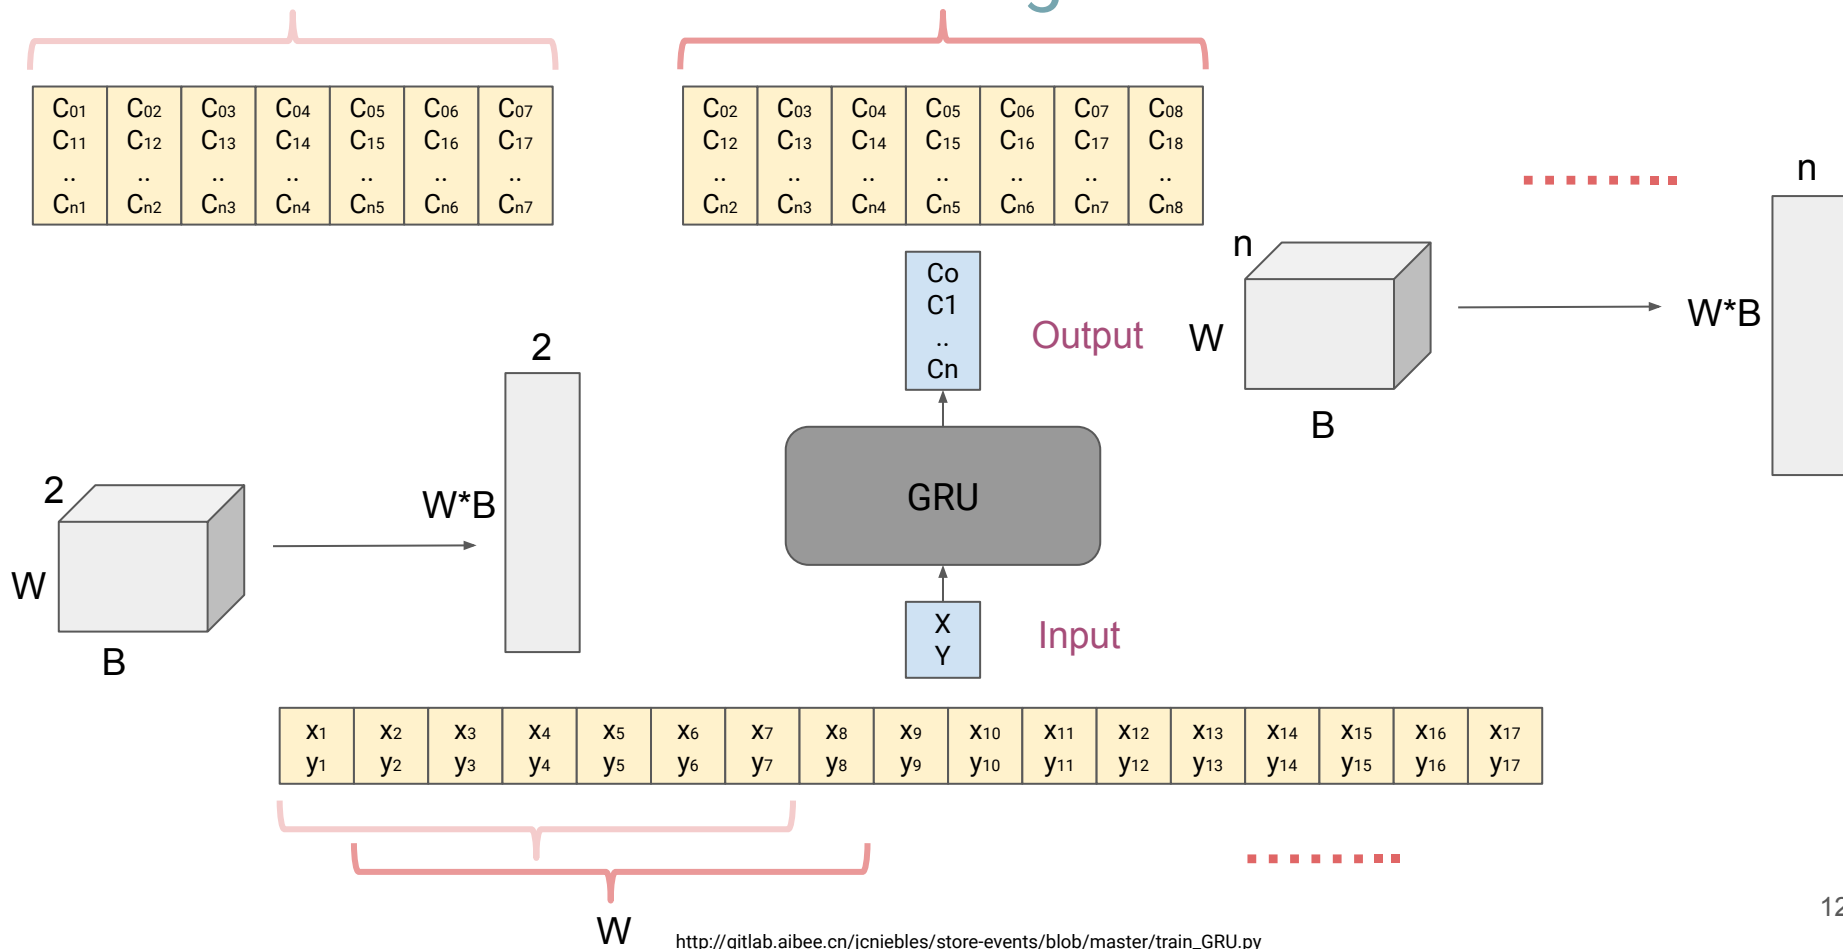 C01 C02 C03 C04 C05 C06 C07
C11 C12 C13 C14 C15 C16 C17
.. .. .. .. .. .. ..
Cn1 Cn2 Cn3 Cn4 Cn5 Cn6 Cn7
C02 C03 C04 C05 C06 C07 C08
C12 C13 C14 C15 C16 C17 C18
.. .. .. .. .. .. ..
Cn2 Cn3 Cn4 Cn5 Cn6 Cn7 Cn8
n
n
W
B
W*B
Co
C1
..
Cn
Output
2
W*B
2
W
B
GRU
X
Y
Input
x1 x2 x3 x4 x5 x6 x7 x8 x9 x10 x11 x12 x13 x14 x15 x16 x17
y1 y2 y3 y4 y5 y6 y7 y8 y9 y10 y11 y12 y13 y14 y15 y16 y17
W
http://gitlab.aibee.cn/jcniebles/store-events/blob/master/train_GRU.py
12